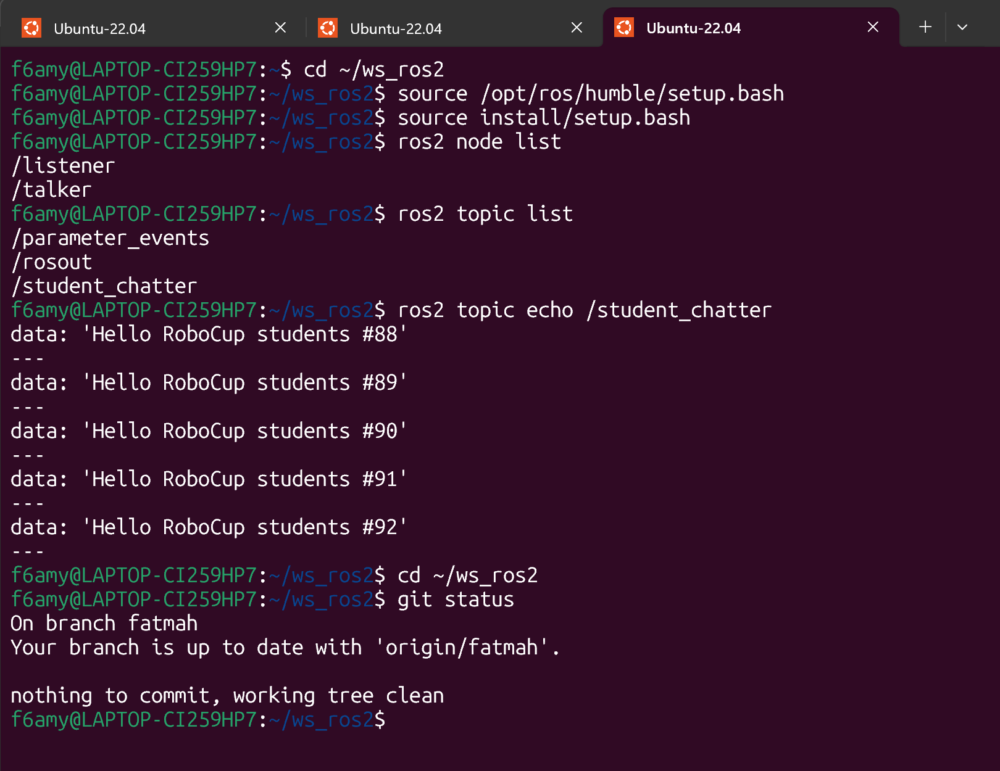 Ubuntu-22.04
Ubuntu-22.04
Ubuntu-22.04
f6amy@LAPTOP-CI259HP7:~$ cd ~/ws_ros2
f6amy@LAPTOP-CI259HP7:~/ws_ros2$ source /opt/ros/humble/setup.bash
f6amy@LAPTOP-CI259HP7:~/ws_ros2$ source install/setup.bash
f6amy@LAPTOP-CI259HP7:~/ws_ros2$ ros2 node list
/listener
/talker
f6amy@LAPTOP-CI259HP7:~/ws_ros2$ ros2 topic list
/parameter_events
/rosout
/student_chatter
f6amy@LAPTOP-CI259HP7:~/ws_ros2$ ros2 topic echo /student_chatter
data: 'Hello RoboCup students #88'
---
data: 'Hello RoboCup students #89'
---
data: 'Hello RoboCup students #90'
---
data: 'Hello RoboCup students #91'
---
data: 'Hello RoboCup students #92'
---
f6amy@LAPTOP-CI259HP7:~/ws_ros2$ cd ~/ws_ros2
f6amy@LAPTOP-CI259HP7:~/ws_ros2$ git status
On branch fatmah
Your branch is up to date with 'origin/fatmah'.
nothing to commit, working tree clean
f6amy@LAPTOP-CI259HP7:~/ws_ros2$